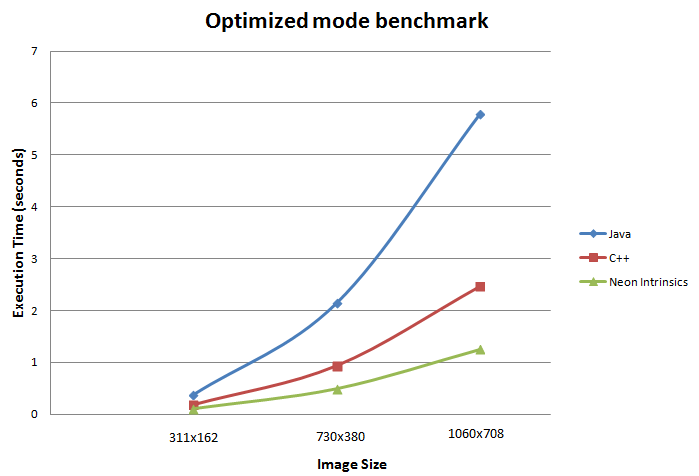 Optimized mode benchmark
7
6
5
4
3
2
1
0
Execution Time (seconds)
311x162
730x380
1060x708
Image Size
Java
C++
Neon Intrinsics